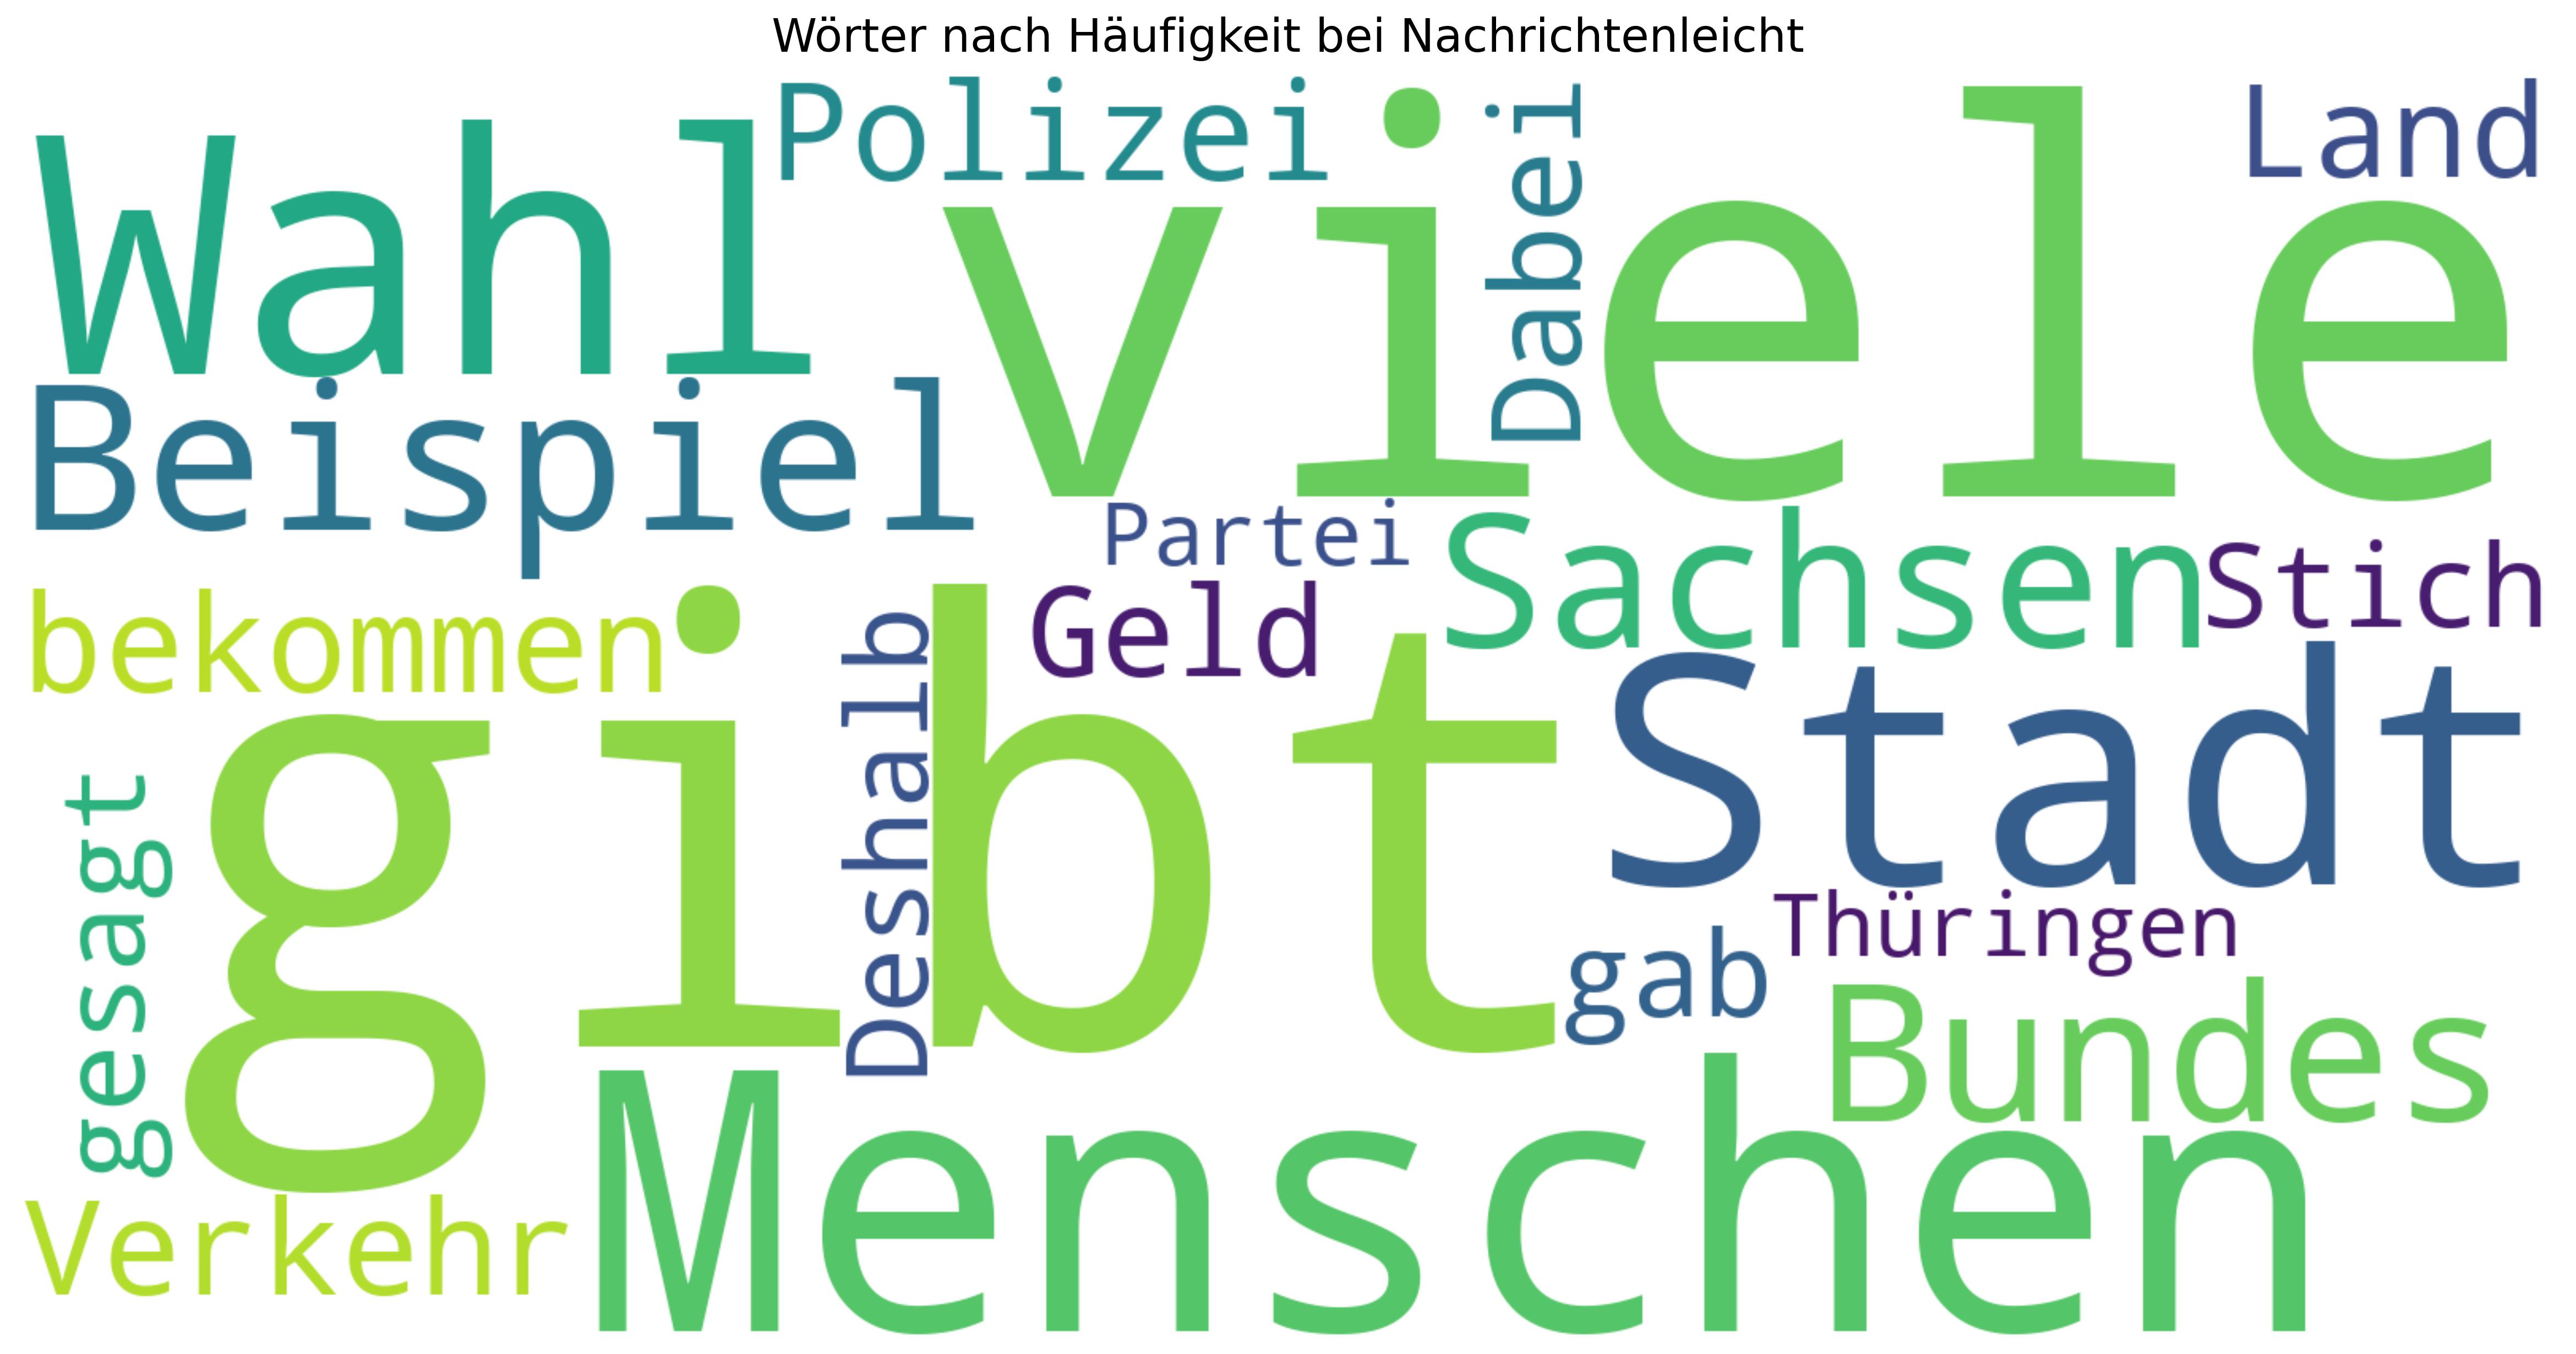 Wörter nach Häufigkeit bei Nachrichtenleicht
Wahl
Polizei
viele
Dabei
Land
Beispiel
Partei
Sachsen
Stich
bekommen
Geld
gibt
Deshalb
Stadt
gesagt
Thüringen
gab
Bundes
Menschen
Verkehr